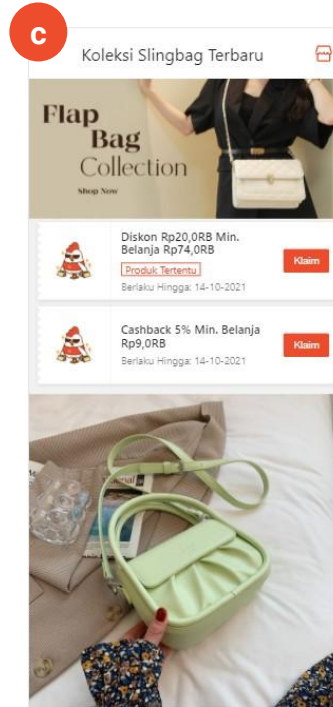 c
Koleksi Slingbag Terbaru
Flap
Bag
Collection
Shop Now
Diskon Rp20,0RB Min.
Belanja Rp74,0RB
Produk Tertentu
Berlaku Hingga: 14-10-2021
Klaim
Cashback 5% Min. Belanja
Rp9,0RB
Berlaku Hingga: 14-10-2021
Klaim